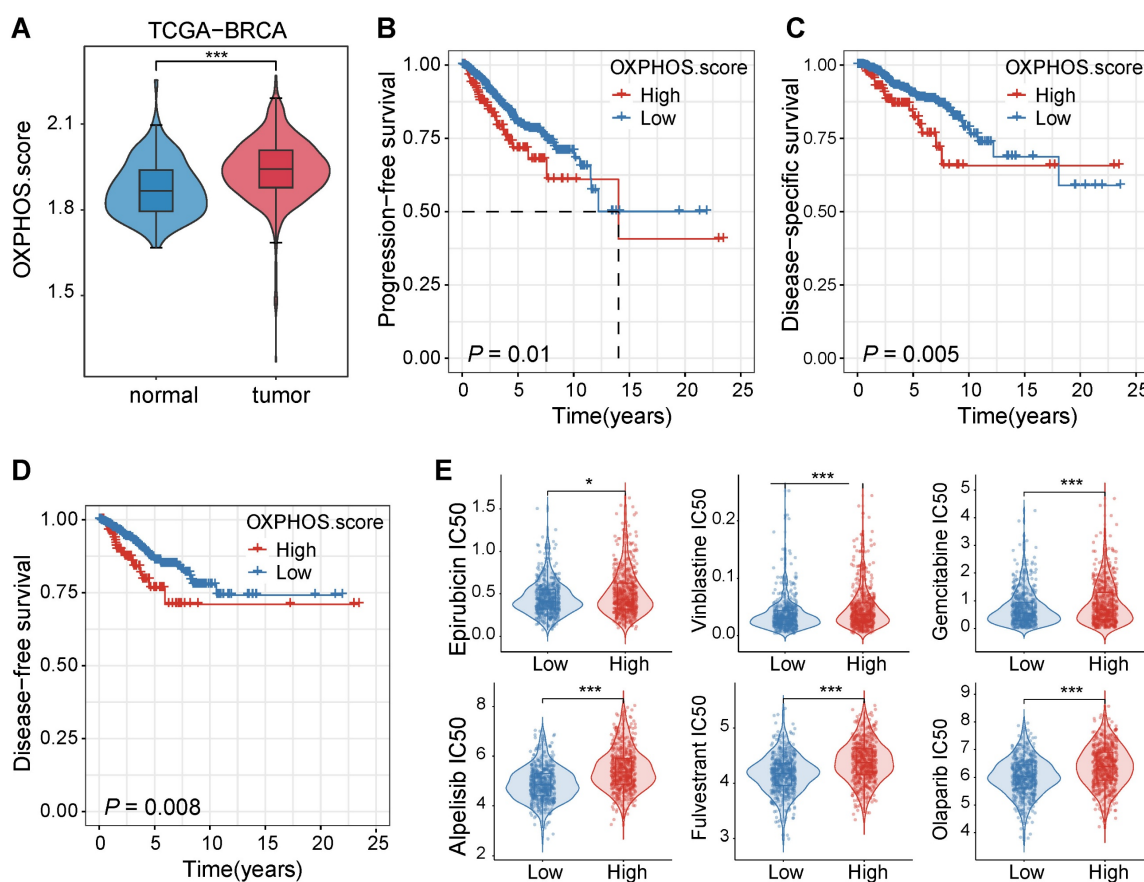 A
TCGA−BRCA
***
OXPHOS.score
2.1
1.8
1.5
normal
tumor
B
OXPHOS.score
High
Low
Progression−free survival
1.00
0.75
0.50
0.25
0.00
P = 0.01
0
5
10
15
20
25
Time(years)
C
OXPHOS.score
High
Low
Disease−specific survival
1.00
0.75
0.50
0.25
0.00
P = 0.005
0
5
10
15
20
25
Time(years)
D
OXPHOS.score
High
Low
Disease−free survival
1.00
0.75
0.50
0.25
0.00
P = 0.008
0
5
10
15
20
25
Time(years)
E
Epirubicin IC50
1.5
1.0
0.5
0.0
*
Low
High
Vinblastine IC50
0.2
0.1
0.0
***
Low
High
Gemcitabine IC50
5
4
3
2
1
0
***
Low
High
Alpelisib IC50
8
6
4
2
***
Low
High
Fulvestrant IC50
5
4
3
***
Low
High
Olaparib IC50
9
8
7
6
5
4
***
Low
High